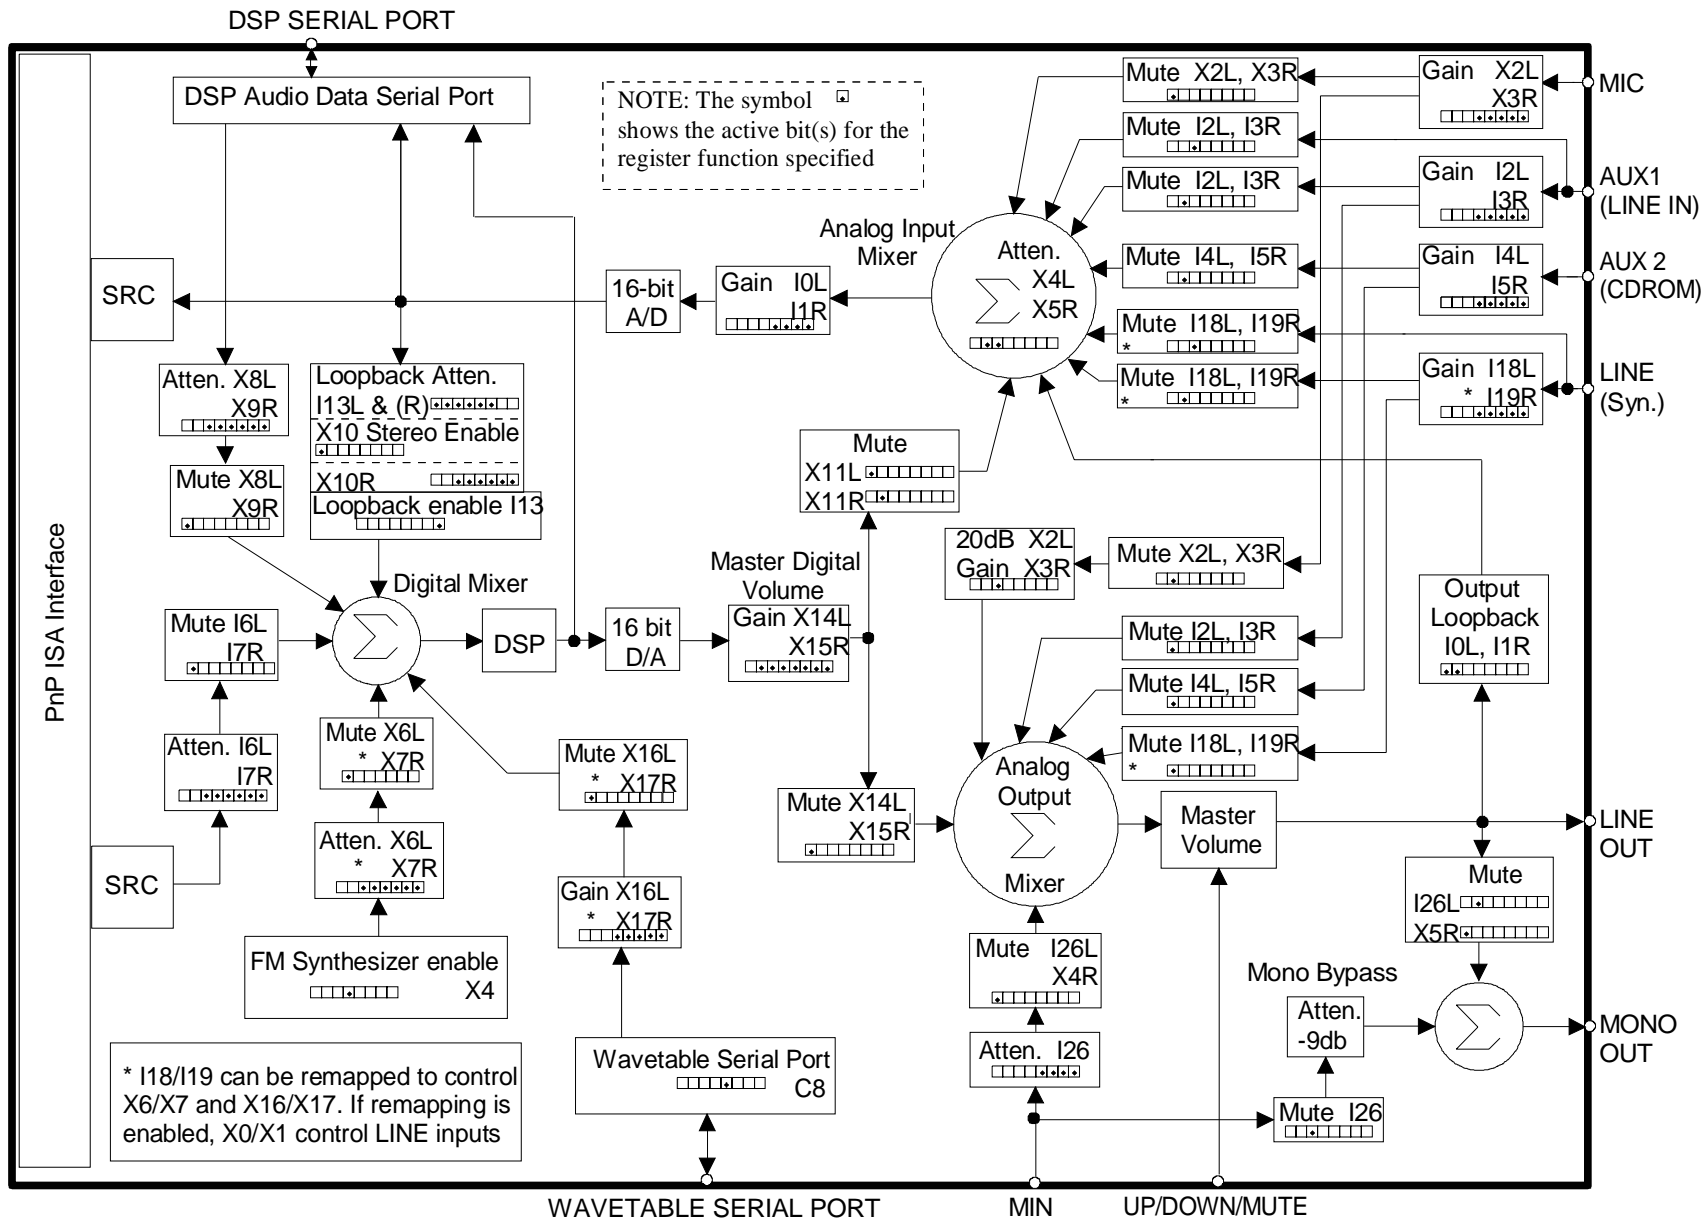 DSP SERIAL PORT
DSP Audio Data Serial Port
NOTE: The symbol
shows the active bit(s) for the
register function specified
Mute X2L, X3R
Gain X2L
X3R
MIC
Mute I2L, I3R
Mute I2L, I3R
Gain I2L
I3R
AUX1
(LINE IN)
Analog Input
Mixer
Atten.
X4L
X5R
Mute I4L, I5R
Gain I4L
I5R
AUX 2
(CDROM)
SRC
16-bit
A/D
Gain I0L
I1R
Mute I18L, I19R
*
Mute I18L, I19R
*
Gain I18L
* I19R
LINE
(Syn.)
Atten. X8L
X9R
Loopback Atten.
I13L & (R)
X10 Stereo Enable
X10R
Loopback enable I13
Mute X8L
X9R
Mute
X11L
X11R
PnP ISA Interface
Digital Mixer
Master Digital
Volume
20dB X2L
Gain X3R
Mute X2L, X3R
Output
Loopback
I0L, I1R
Mute I6L
I7R
DSP
16 bit
D/A
Gain X14L
X15R
Mute I2L, I3R
Mute I4L, I5R
Mute I18L, I19R
*
Atten. I6L
I7R
Mute X6L
* X7R
Mute X16L
* X17R
Mute X14L
X15R
Analog
Output
Mixer
Master
Volume
LINE
OUT
SRC
Atten. X6L
* X7R
Gain X16L
* X17R
Mute
I26L
X5R
FM Synthesizer enable
X4
Mute I26L
X4R
Mono Bypass
Atten.
-9db
MONO
OUT
Atten. I26
Mute I26
Wavetable Serial Port
C8
* I18/I19 can be remapped to control
X6/X7 and X16/X17. If remapping is
enabled, X0/X1 control LINE inputs
WAVETABLE SERIAL PORT
MIN
UP/DOWN/MUTE